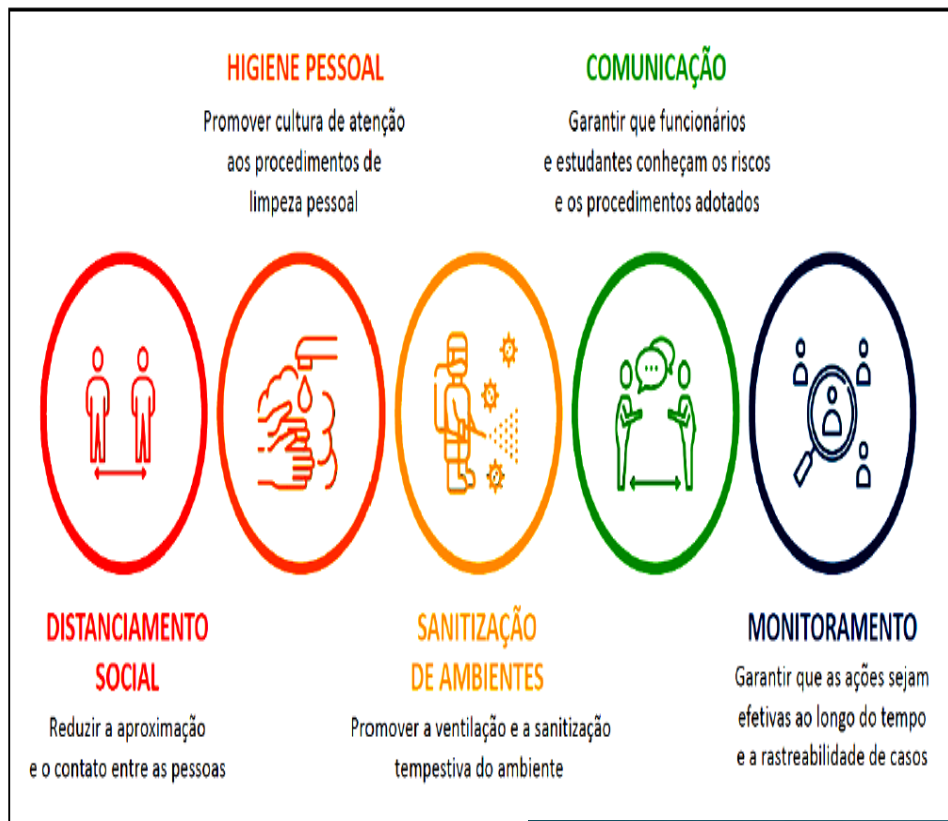 HIGIENE PESSOAL
Promover cultura de atenção
aos procedimentos de
limpeza pessoal
COMUNICAÇÃO
Garantir que funcionários
e estudantes conheçam os riscos
e os procedimentos adotados
DISTANCIAMENTO
SOCIAL
Reduzir a aproximação
e o contato entre as pessoas
SANITIZAÇÃO
DE AMBIENTES
Promover a ventilação e a sanitização
tempestiva do ambiente
MONITORAMENTO
Garantir que as ações sejam
efetivas ao longo do tempo
e a rastreabilidade de casos